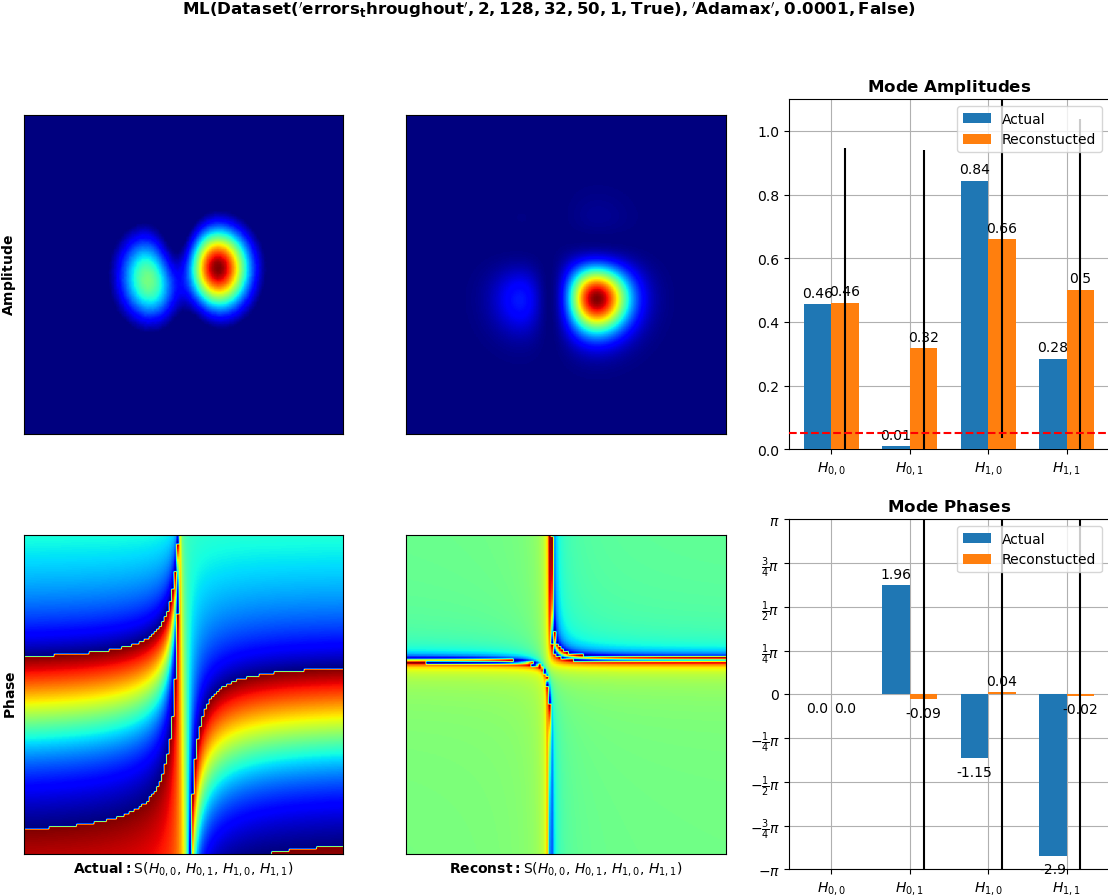 ML(Dataset('errors_throughout', 2, 128, 32, 50, 1, True), 'Adamax', 0.0001, False)
Mode Amplitudes
Amplitude
1.0
0.8
0.6
0.4
0.2
0.0
Actual
Reconstucted
0.46
0.46
0.01
0.32
0.84
0.66
0.28
0.5
H0,0
H0,1
H1,0
H1,1
Mode Phases
Phase
π
3/4π
1/2π
1/4π
0
−1/4π
−1/2π
−3/4π
−π
Actual
Reconstucted
0.0
0.0
1.96
-0.09
-1.15
0.04
-2.9
-0.02
H0,0
H0,1
H1,0
H1,1
Actual: S(H0,0, H0,1, H1,0, H1,1)
Reconst: S(H0,0, H0,1, H1,0, H1,1)